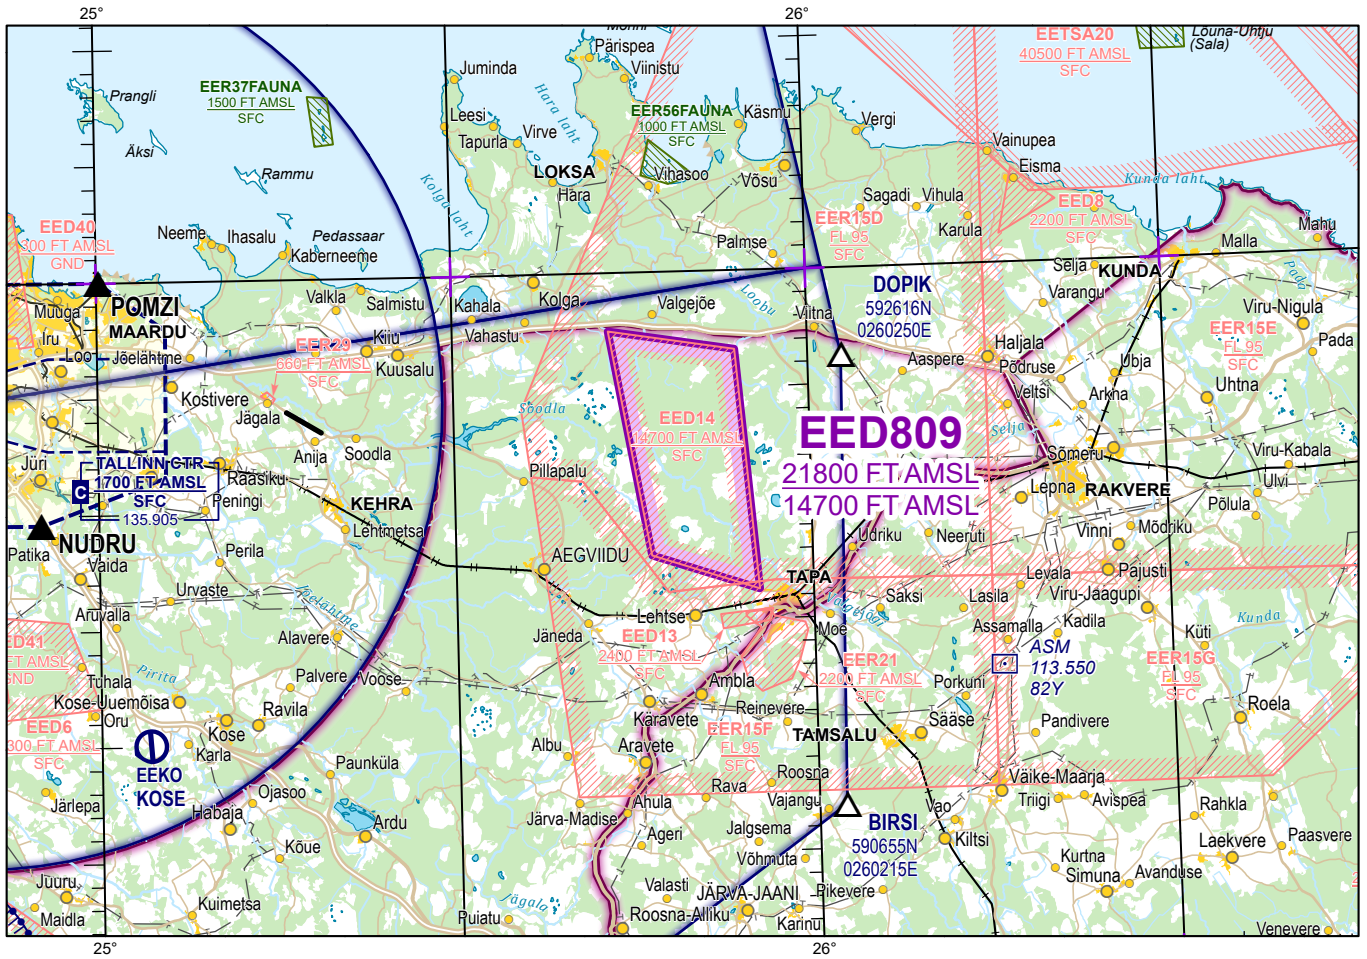 25°
26°
Prangli
Äksi
EER37FAUNA
1500 FT AMSL
SFC
Rammu
Pedassaar
Juminda
Leesi
Tapurla
Virve
Hara laht
LOKSA
Hara
Pärispea
Viinistu
EER56FAUNA
1000 FT AMSL
SFC
Vihasoo
Käsmu
Võsu
Vergi
EETSA20
40500 FT AMSL
SFC
Louna-Uhtju
(Sala)
Vainupea
Eisma
Kunda laht
Kolga laht
EED40
300 FT AMSL
GND
Neeme
Ihasalu
Kaberneeme
Palmse
Sagadi
Vihula
Karula
EER15D
FL 95
SFC
EED8
2200 FT AMSL
SFC
Mahu
Malla
Selja
KUNDA
Pada
POMZI
MAARDU
Muuga
Iru
Loo
Jõelähtme
Valkla
Salmistu
Kahala
Kolga
Valgejõe
Loobu
Viitna
Vahastu
Kiiu
Kuusalu
EER29
660 FT AMSL
SFC
DOPIK
592616N
0260250E
Varangu
Viru-Nigula
EER15E
FL 95
SFC
Pada
Aaspere
Haljala
Põdruse
Ubja
Veltsi
Arkna
Uhtna
Kostivere
Jägala
Anija
Soodla
Soodla
EED14
14700 FT AMSL
SFC
EED809
21800 FT AMSL
14700 FT AMSL
Selja
Sõmeru
Viru-Kabala
Jüri
TALLINN CTR
1700 FT AMSL
SFC
135.905
C
Raasiku
Peningi
Pillapalu
KEHRA
Lehtmetsa
Lepna
RAKVERE
Ulvi
Põlula
NUDRU
Patika
Vaida
Perila
Urvaste
Aruvalla
Jõelähtme
AEGVIIDU
Udriku
Neeruti
Vinni
Mõdriku
Pajusti
TAPA
Lehtse
Valgejõgi
Moe
Saksi
Lasila
Levala
Viru-Jaagupi
Assamalla
Kadila
Kunda
Küti
Jäneda
EED13
2400 FT AMSL
SFC
Alavere
Pirita
Palvere
Voose
Tuhala
Kose-Uuemõisa
Oru
Ravila
Kose
Karla
EED6
300 FT AMSL
SFC
EER21
2200 FT AMSL
SFC
ASM
113.550
82Y
EER15G
FL 95
SFC
Ambla
Reinevere
Käravete
Porkuni
Sääse
Pandivere
Roela
EER15F
FL 95
SFC
TAMSALU
EEKO
KOSE
Paunküla
Albu
Aravete
Järlepa
Ojasoo
Habaja
Ardu
Kõue
Järva-Madise
Ahula
Ageri
Rava
Roosna
Vajangu
Jalgsema
Võhmuta
BIRSI
590655N
0260215E
Väike-Maarja
Triigi
Avispea
Vao
Kiltsi
Rahkla
Paasvere
Laekvere
Juuru
Maidla
Kuimetsa
Jägala
Puiatu
Valasti
Roosna-Alliku
JÄRVA-JAANI
Karinu
Pikevere
Kurtna
Simuna
Avanduse
Venevere
25°
26°